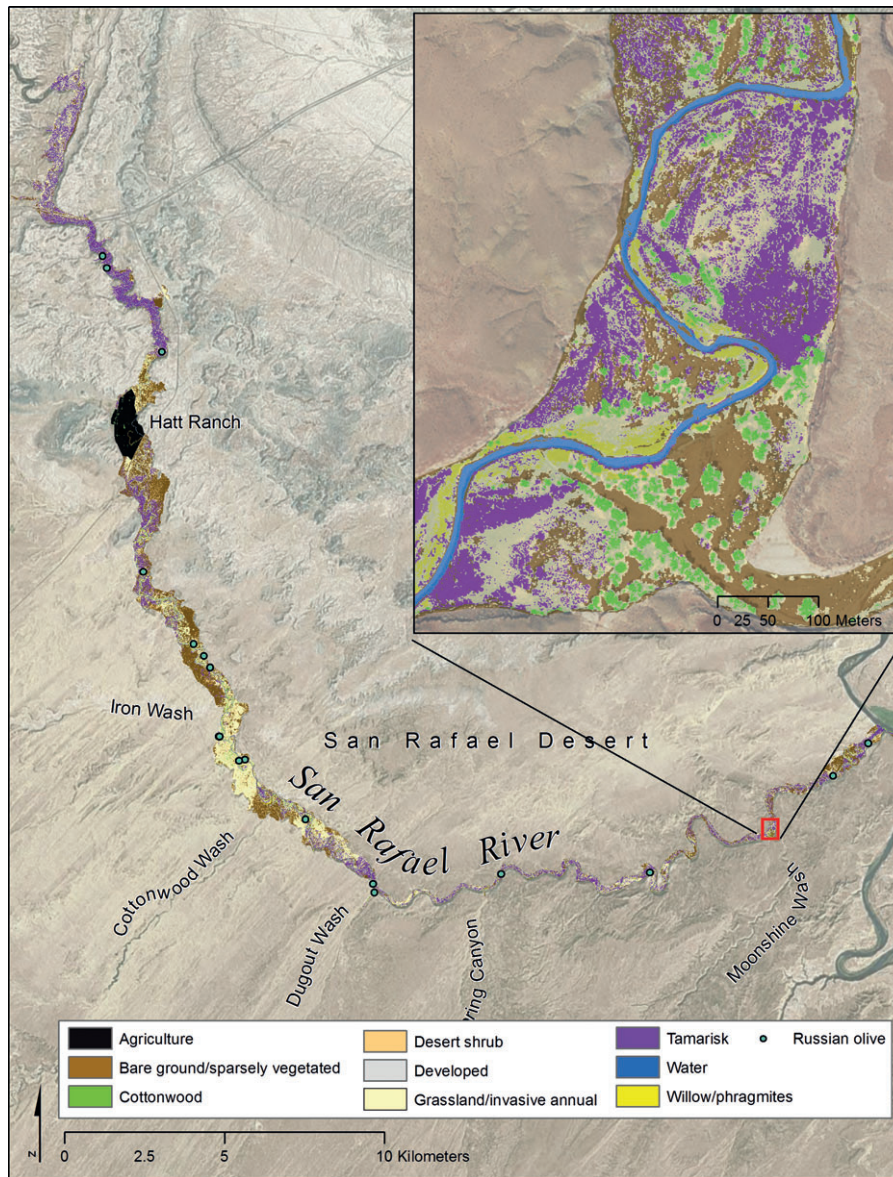 0 25 50 100 Meters
Hatt Ranch
Iron Wash
San Rafael Desert
San Rafael River
Cottonwood Wash
Dugout Wash
ring Canyon
Moonshine Wash
Agriculture
Bare ground/sparsely vegetated
Cottonwood
Desert shrub
Developed
Grassland/invasive annual
Tamarisk
Water
Willow/phragmites
Russian olive
N
0 2.5 5 10 Kilometers